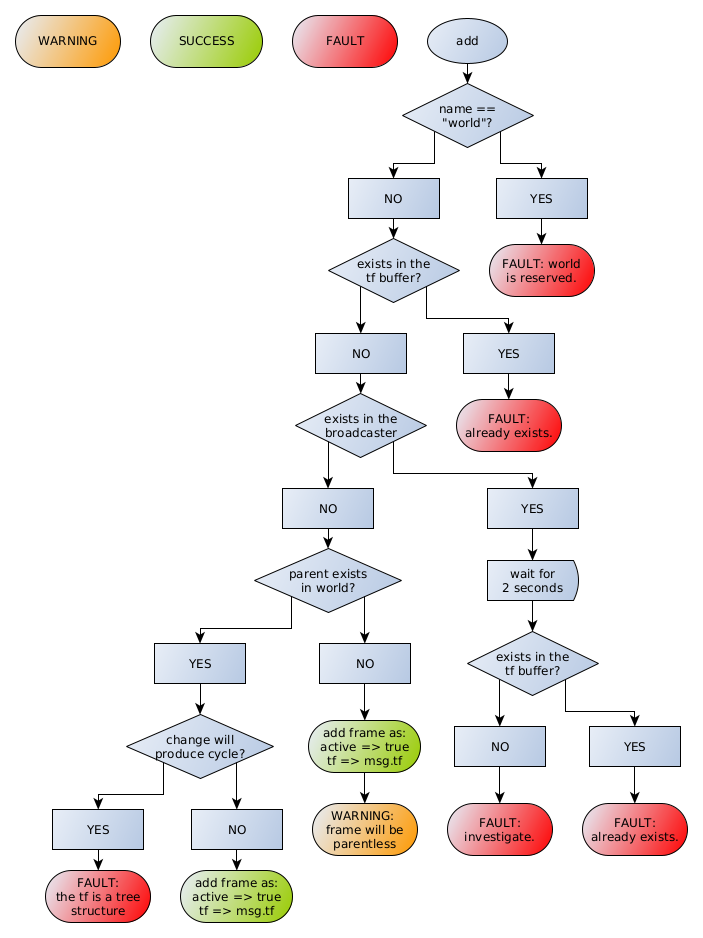 WARNING
SUCCESS
FAULT
add
name ==
"world"?
NO
YES
exists in the
tf buffer?
FAULT: world
is reserved.
NO
YES
exists in the
broadcaster
FAULT:
already exists.
NO
YES
parent exists
in world?
wait for
2 seconds
YES
NO
exists in the
tf buffer?
change will
produce cycle?
add frame as:
active => true
tf => msg.tf
NO
YES
YES
NO
WARNING:
frame will be
parentless
FAULT:
investigate.
FAULT:
already exists.
FAULT:
the tf is a tree
structure
add frame as:
active => true
tf => msg.tf